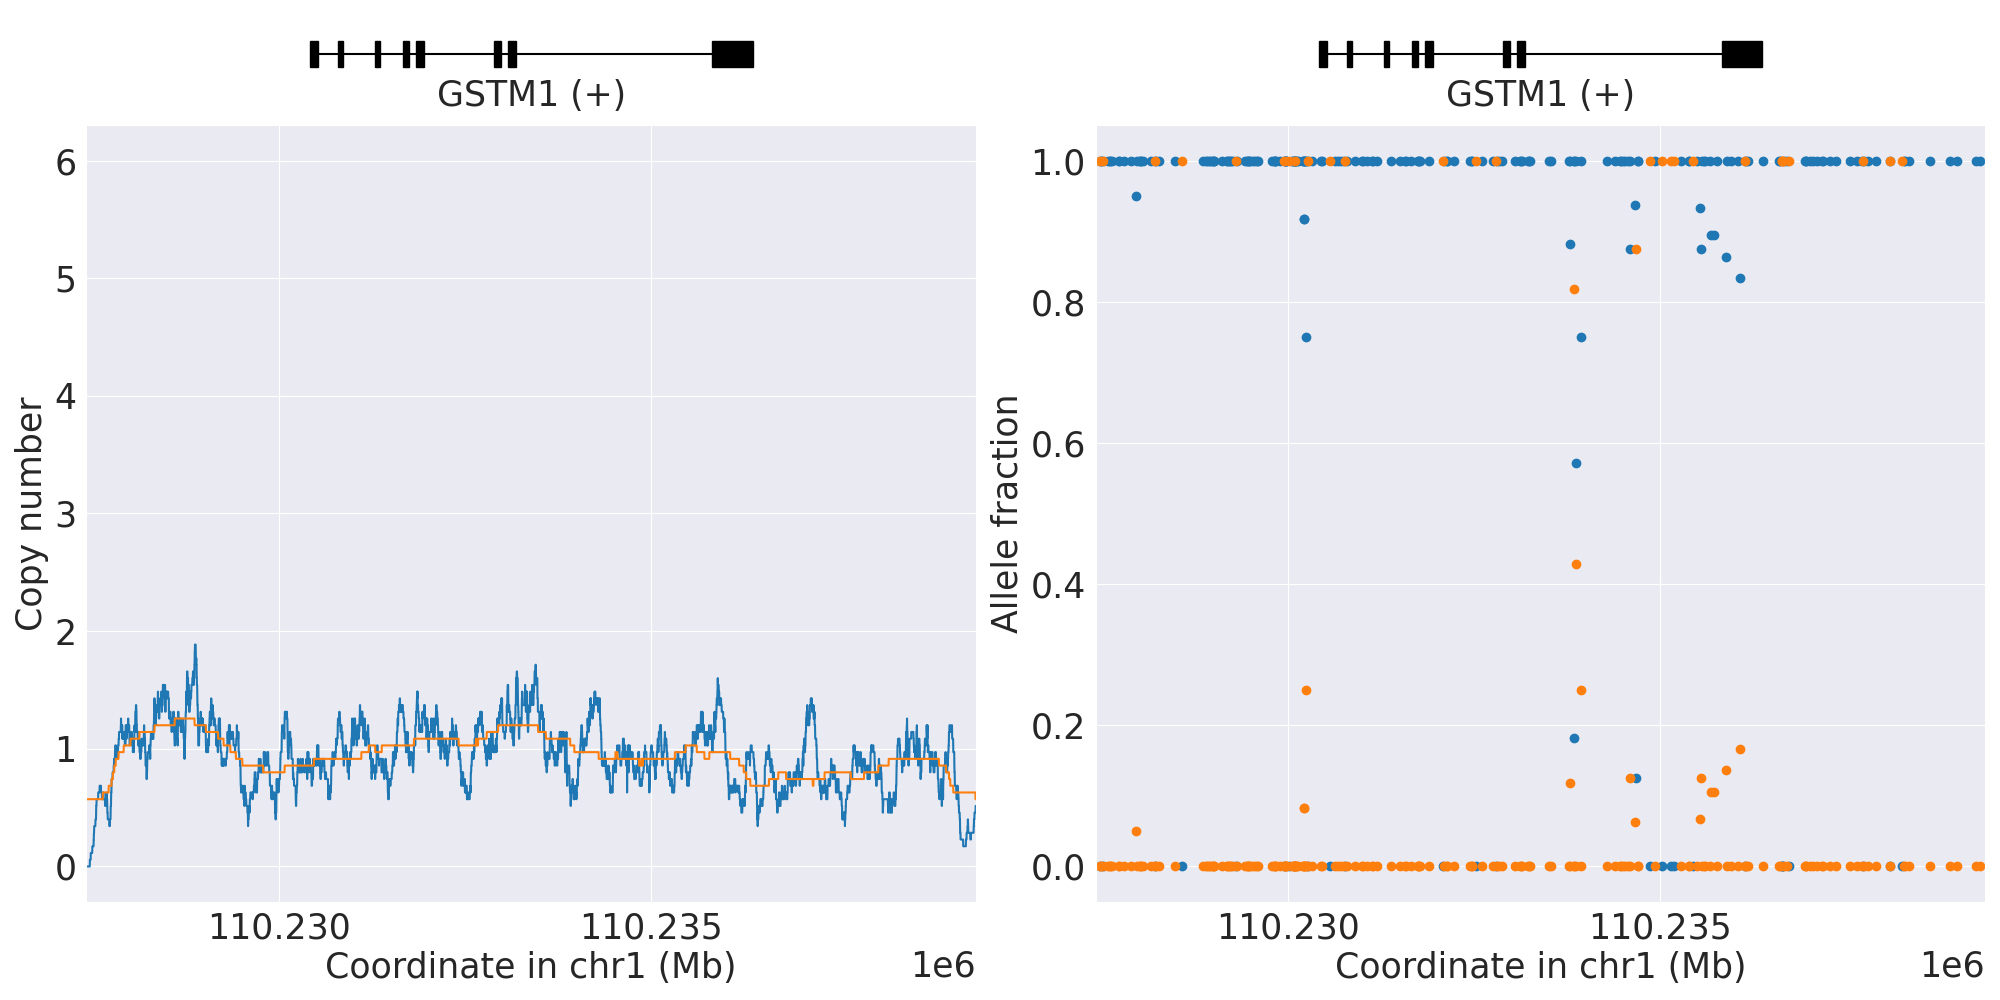 GSTM1 (+)
6
5
4
3
2
1
0
Copy number
110.230
110.235
Coordinate in chr1 (Mb)
1e6
GSTM1 (+)
1.0
0.8
0.6
0.4
0.2
0.0
Allele fraction
110.230
110.235
Coordinate in chr1 (Mb)
1e6